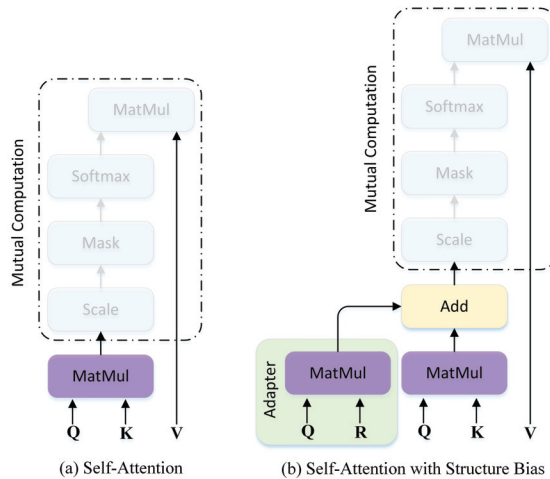 Mutual Computation
MatMul
Softmax
Mask
Scale
MatMul
Q K V
(a) Self-Attention
Mutual Computation
MatMul
Softmax
Mask
Scale
Add
Adapter
MatMul
MatMul
Q R Q K V
(b) Self-Attention with Structure Bias